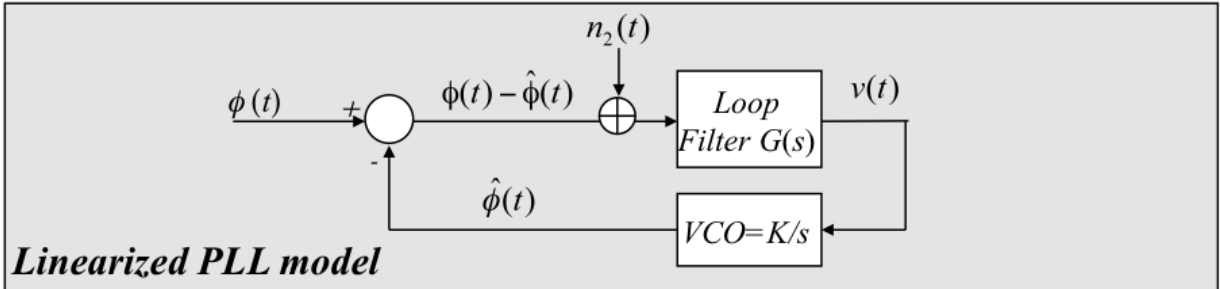 n₂(t)
ϕ(t)
+
ϕ(t) − ϕ̂(t)
Loop
Filter G(s)
v(t)
-
ϕ̂(t)
VCO=K/s
Linearized PLL model